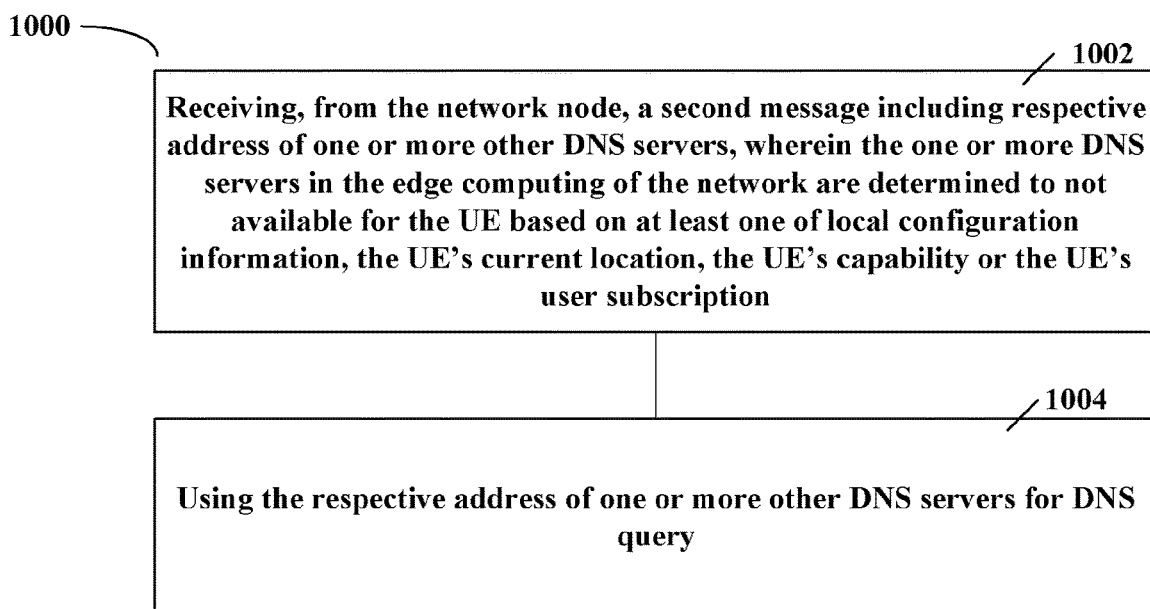 1000
1002
Receiving, from the network node, a second message including respective
address of one or more other DNS servers, wherein the one or more DNS
servers in the edge computing of the network are determined to not
available for the UE based on at least one of local configuration
information, the UE's current location, the UE's capability or the UE's
user subscription
1004
Using the respective address of one or more other DNS servers for DNS
query